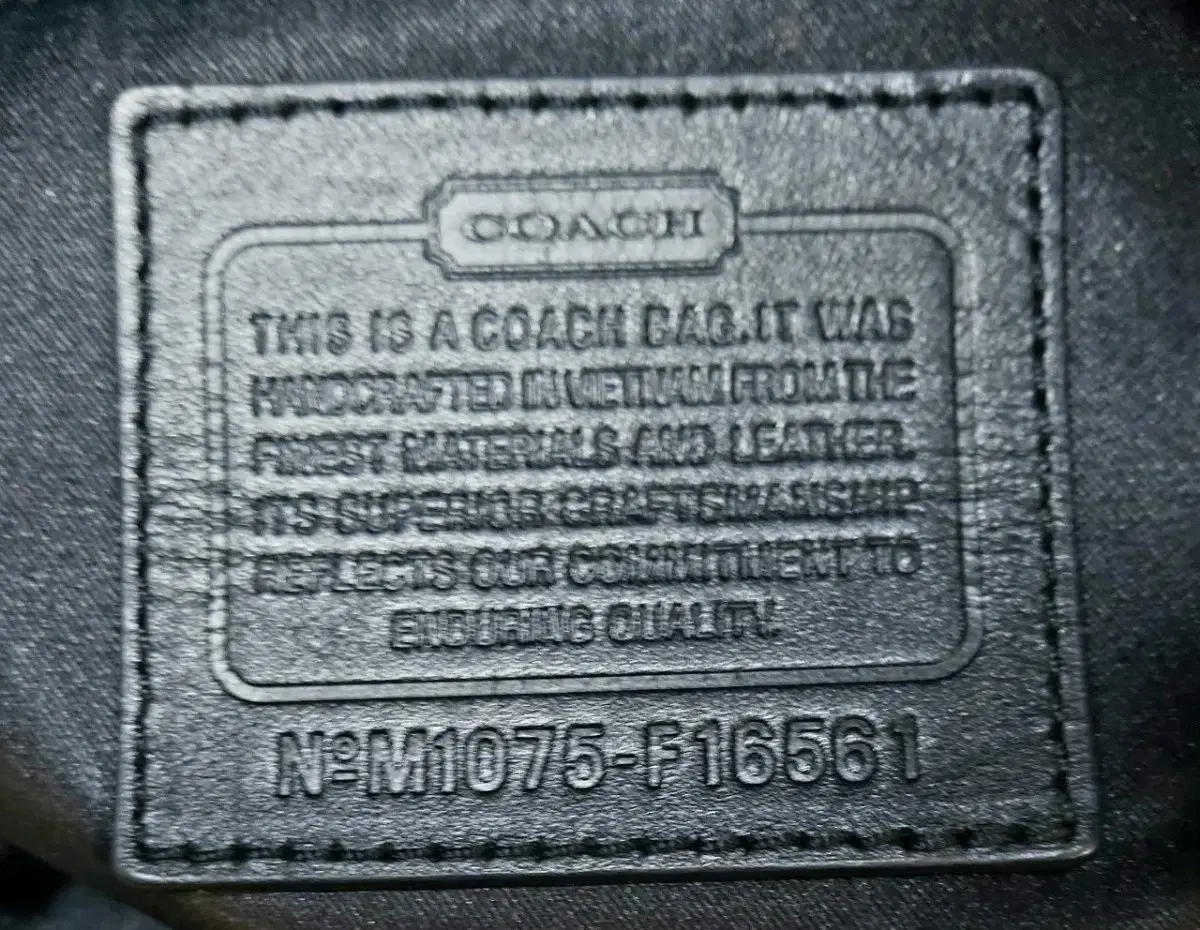 COACH
THIS IS A COACH BAG. IT WAS
HANDCRAFTED IN VIETNAM FROM THE
FINEST MATERIALS AND LEATHER.
ITS SUPERIOR CRAFTSMANSHIP
REFLECTS OUR COMMITMENT TO
ENDURING QUALITY.
NºM1075-F16561